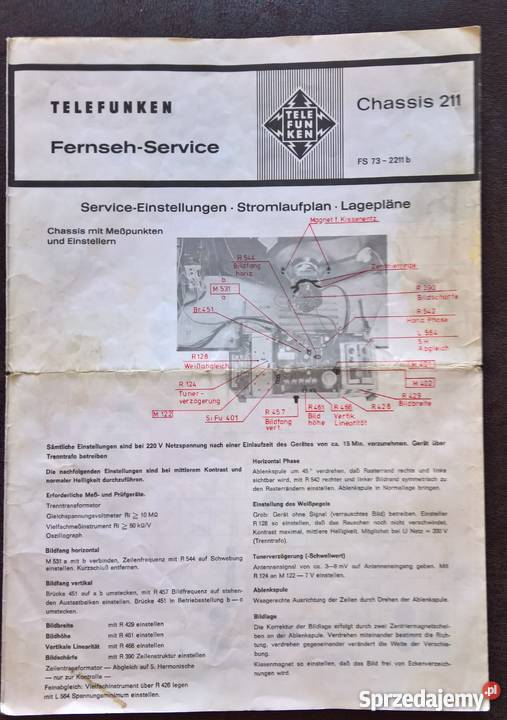 TELEFUNKEN
Fernseh-Service
TELE
FUN
KEN
Chassis 211
FS 73 - 2211 b
Service-Einstellungen · Stromlaufplan · Lagepläne
Chassis mit Meßpunkten
und Einstellern
Magnet f. Kissenentz.
R 544
Bildfang
horiz.
Zentrierringe
b
M 531
a
R 390
Bildschärfe
Br.451
R 542
Horiz. Phase
L 564
5.H
Abgleich
R 128
Weißabgleich
M 401
R 124
Tuner-
verzögerung
M 402
R 429
Bildbreite
M 122
Si Fü 401
R 457
Bildfang
vert.
R 461
Bild
höhe
R 466
Vertik.
Linearität
R 426
Sämtliche Einstellungen sind bei 220 V Netzspannung nach einer Einlaufzeit des Gerätes von ca. 15 Min. vorzunehmen. Gerät über
Trenntrafo betreiben
Die nachfolgenden Einstellungen sind bei mittlerem Kontrast und
normaler Helligkeit durchzuführen.
Erforderliche Meß- und Prüfgeräte.
Trenntransformator
Gleichspannungsvoltmeter Ri ≧ 10 MΩ
Vielfachmeßinstrument Ri ≧ 50 kΩ/V
Oszillograph
Bildfang horizontal
M 531 a mit b verbinden, Zeilenfrequenz mit R 544 auf Schwebung
einstellen. Kurzschluß entfernen.
Bildfang vertikal
Brücke 451 auf a b umstecken, mit R 457 Bildfrequenz auf stehen-
den Austastbalken einstellen. Brücke 451 in Betriebsstellung b — c
umstecken.
Bildbreite mit R 429 einstellen
Bildhöhe mit R 461 einstellen
Vertikale Linearität mit R 466 einstellen
Bildschärfe mit R 390 Zeilenstruktur einstellen
Zeilentransformator — Abgleich auf 5. Harmonische
— nur zur Kontrolle —
Feinabgleich: Vielfachinstrument über R 426 legen
mit L 564 Spannungsminimum einstellen.
Horizontal Phase
Ablenkspule um 45° verdrehen, daß Rasterrand rechts und links
sichtbar wird, mit R 542 rechter und linker Bildrand symmetrisch zu
den Rasterrändern einstellen. Ablenkspule in Normallage bringen.
Einstellung des Weißpegels
Grob: Gerät ohne Signal (verrauschtes Bild) betreiben. Einsteller
R 128 so einstellen, daß das Rauschen noch nicht verschwindet,
Kontrast maximal, mittlere Helligkeit. Möglichst bei U Netz = 200 V
(Trenntrafo).
Tunerverzögerung (-Schwellwert)
Antennensignal von ca. 3—8 mV auf Antenneneingang geben. Mit
R 124 an M 122 — 7 V einstellen.
Ablenkspule
Waagerechte Ausrichtung der Zeilen durch Drehen der Ablenkspule.
Bildlage
Die Korrektur der Bildlage erfolgt durch zwei Zentriermagnetschei-
ben an der Ablenkspule. Verdrehen miteinander bestimmt die Rich-
tung, verdrehen gegeneinander verändert die Weite der Verschie-
bung.
Kissenmagnet so einstellen, daß das Bild frei von Eckenverzeich-
nungen wird.
Sprzedajemy.pl